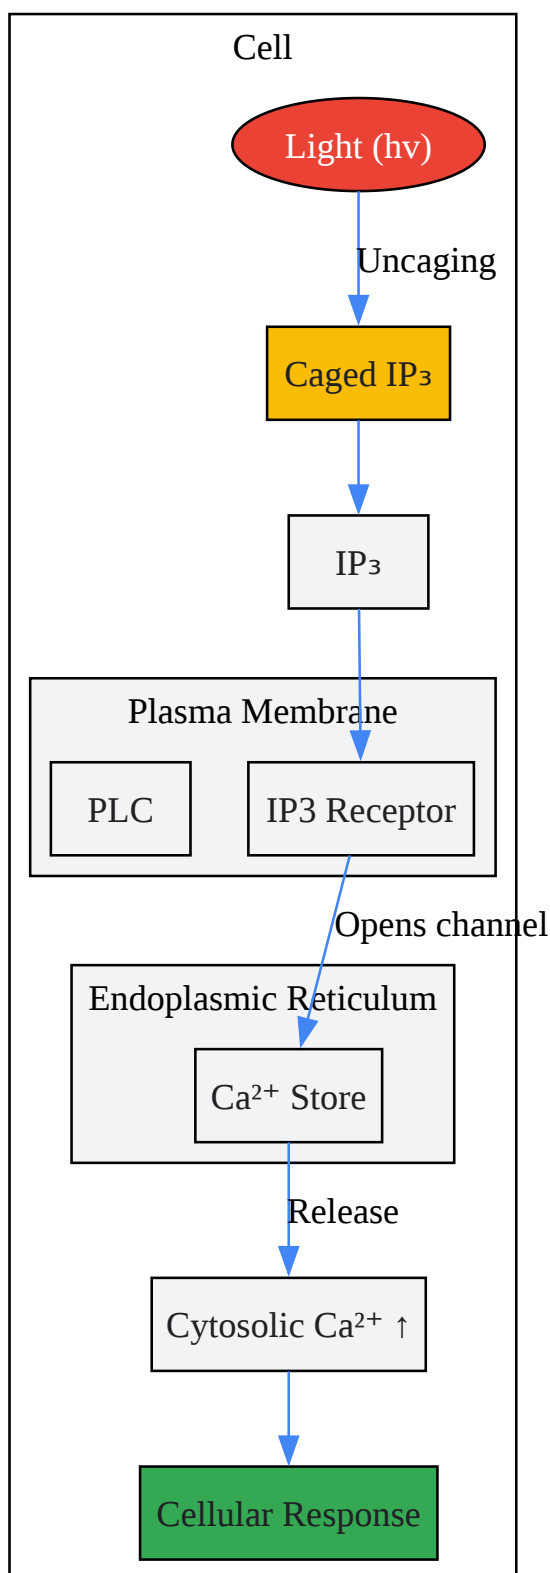 Cell
Light (hv)
Uncaging
Caged IP₃
IP₃
Plasma Membrane
PLC
IP3 Receptor
Opens channel
Endoplasmic Reticulum
Ca²⁺ Store
Release
Cytosolic Ca²⁺ ↑
Cellular Response